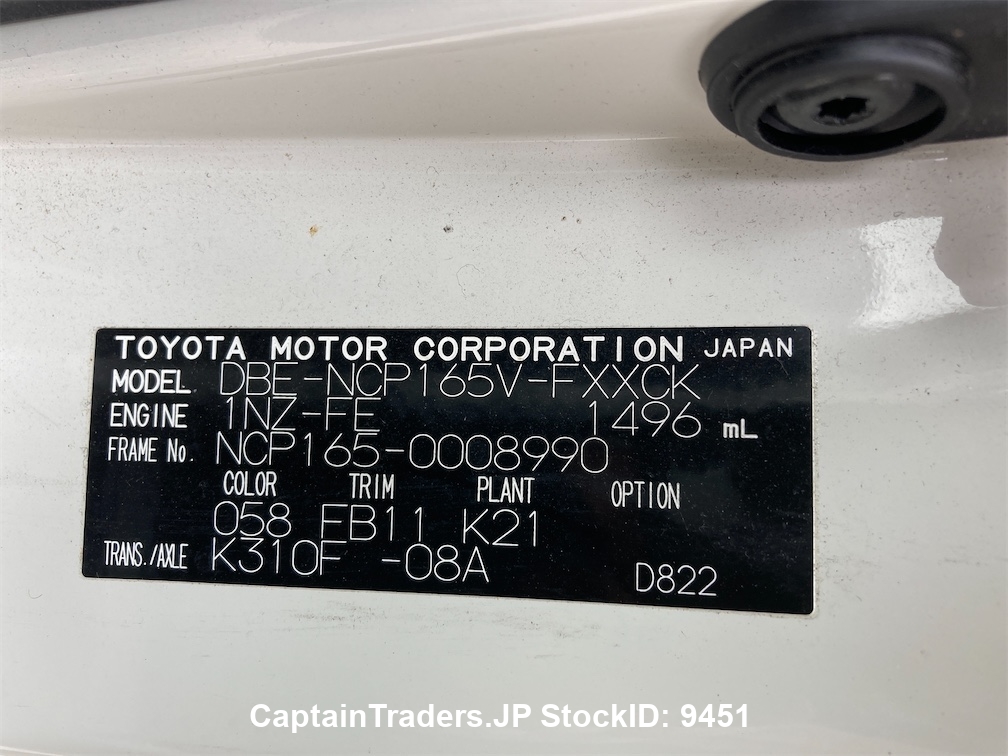 TOYOTA MOTOR CORPORATION JAPAN
MODEL DBE-NCP165V-FXXCK
ENGINE 1NZ-FE 1496 mL
FRAME No. NCP165-0008990
COLOR TRIM PLANT OPTION
058 EB11 K21
TRANS./AXLE K310F -08A D822
CaptainTraders.JP StockID: 9451